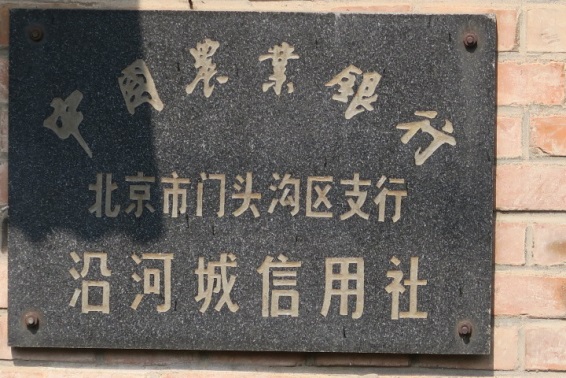 中国農業銀行
北京市门头沟区支行
沿河城信用社